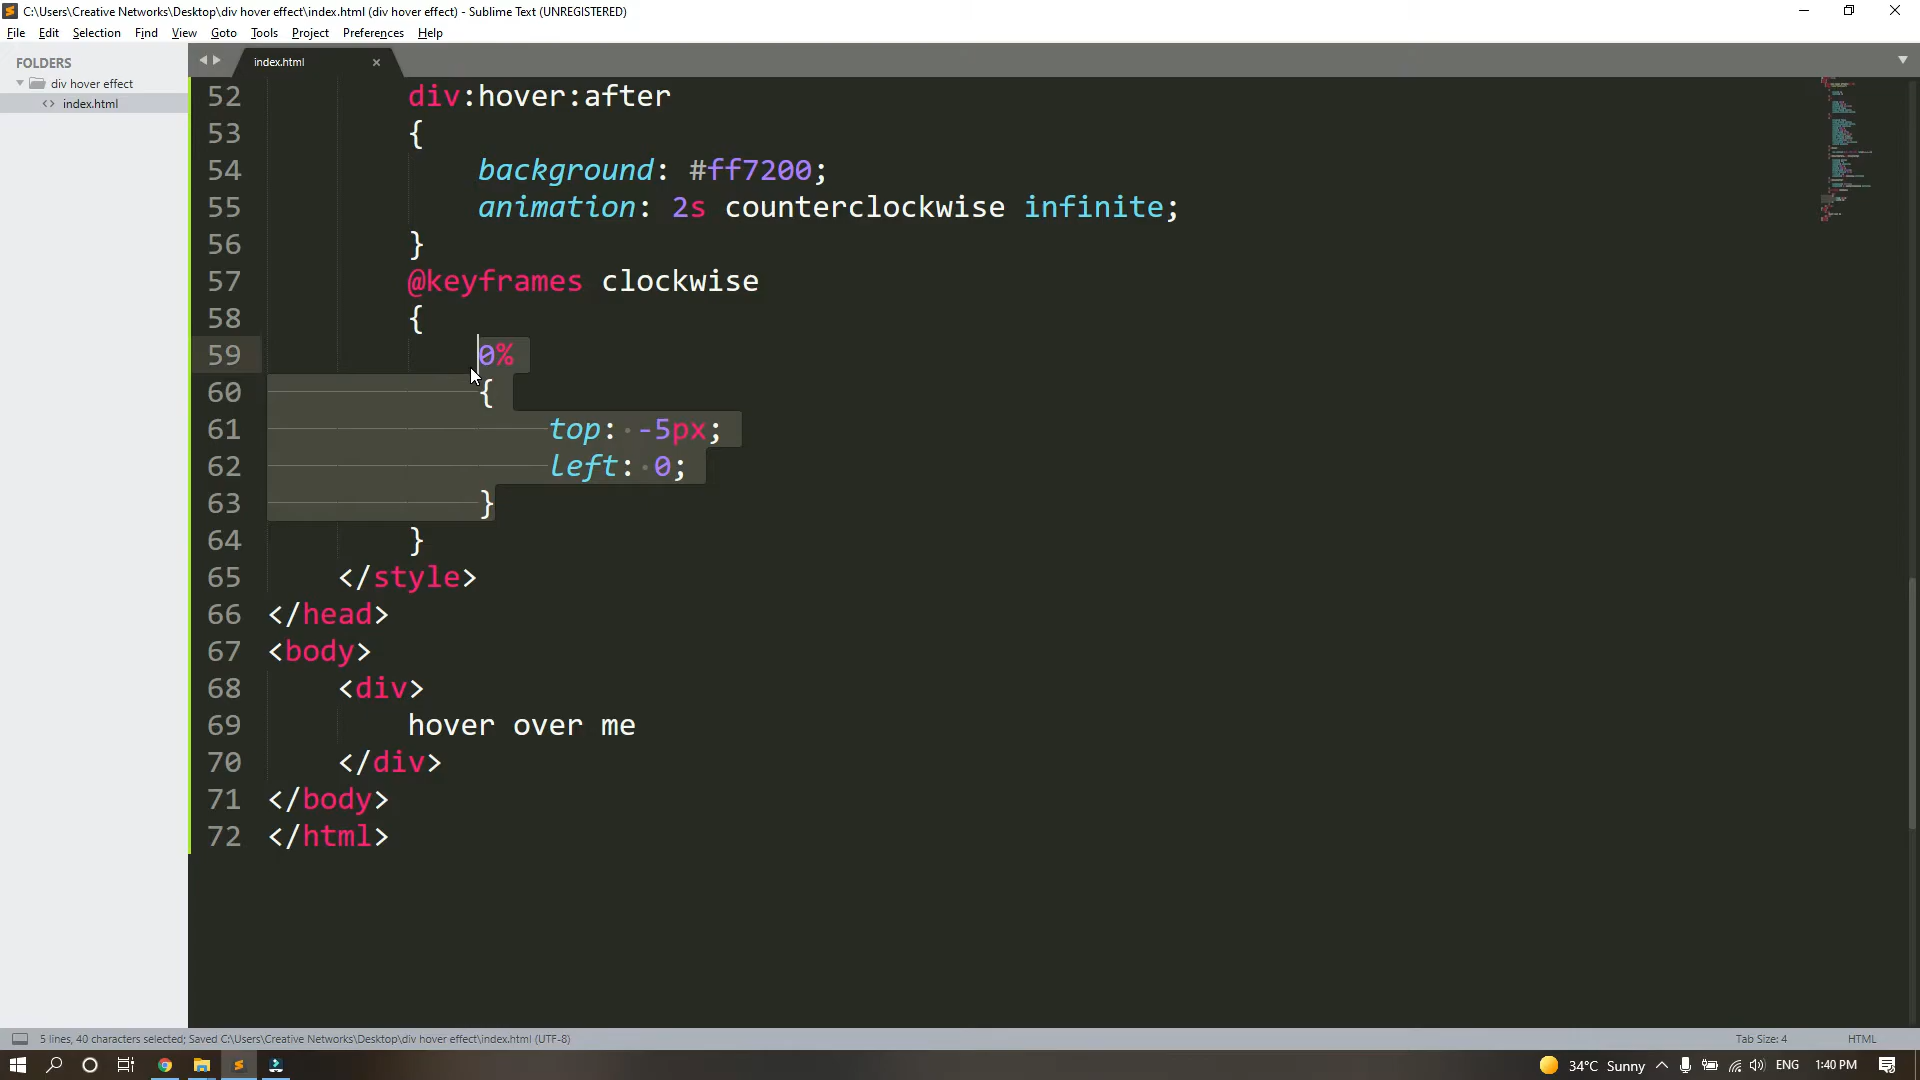 C:\Users\Creative Networks\Desktop\div hover effect\index.html (div hover effect) - Sublime Text (UNREGISTERED)
File Edit Selection Find View Goto Tools Project Preferences Help
FOLDERS
div hover effect
<> index.html
index.html
52 div:hover:after
53 {
54 background: #ff7200;
55 animation: 2s counterclockwise infinite;
56 }
57 @keyframes clockwise
58 {
59 0%
60 {
61 top: -5px;
62 left: 0;
63 }
64 }
65 </style>
66 </head>
67 <body>
68 <div>
69 hover over me
70 </div>
71 </body>
72 </html>
5 lines, 40 characters selected; Saved C:\Users\Creative Networks\Desktop\div hover effect\index.html (UTF-8)
Tab Size: 4
HTML
34°C Sunny
ENG
1:40 PM